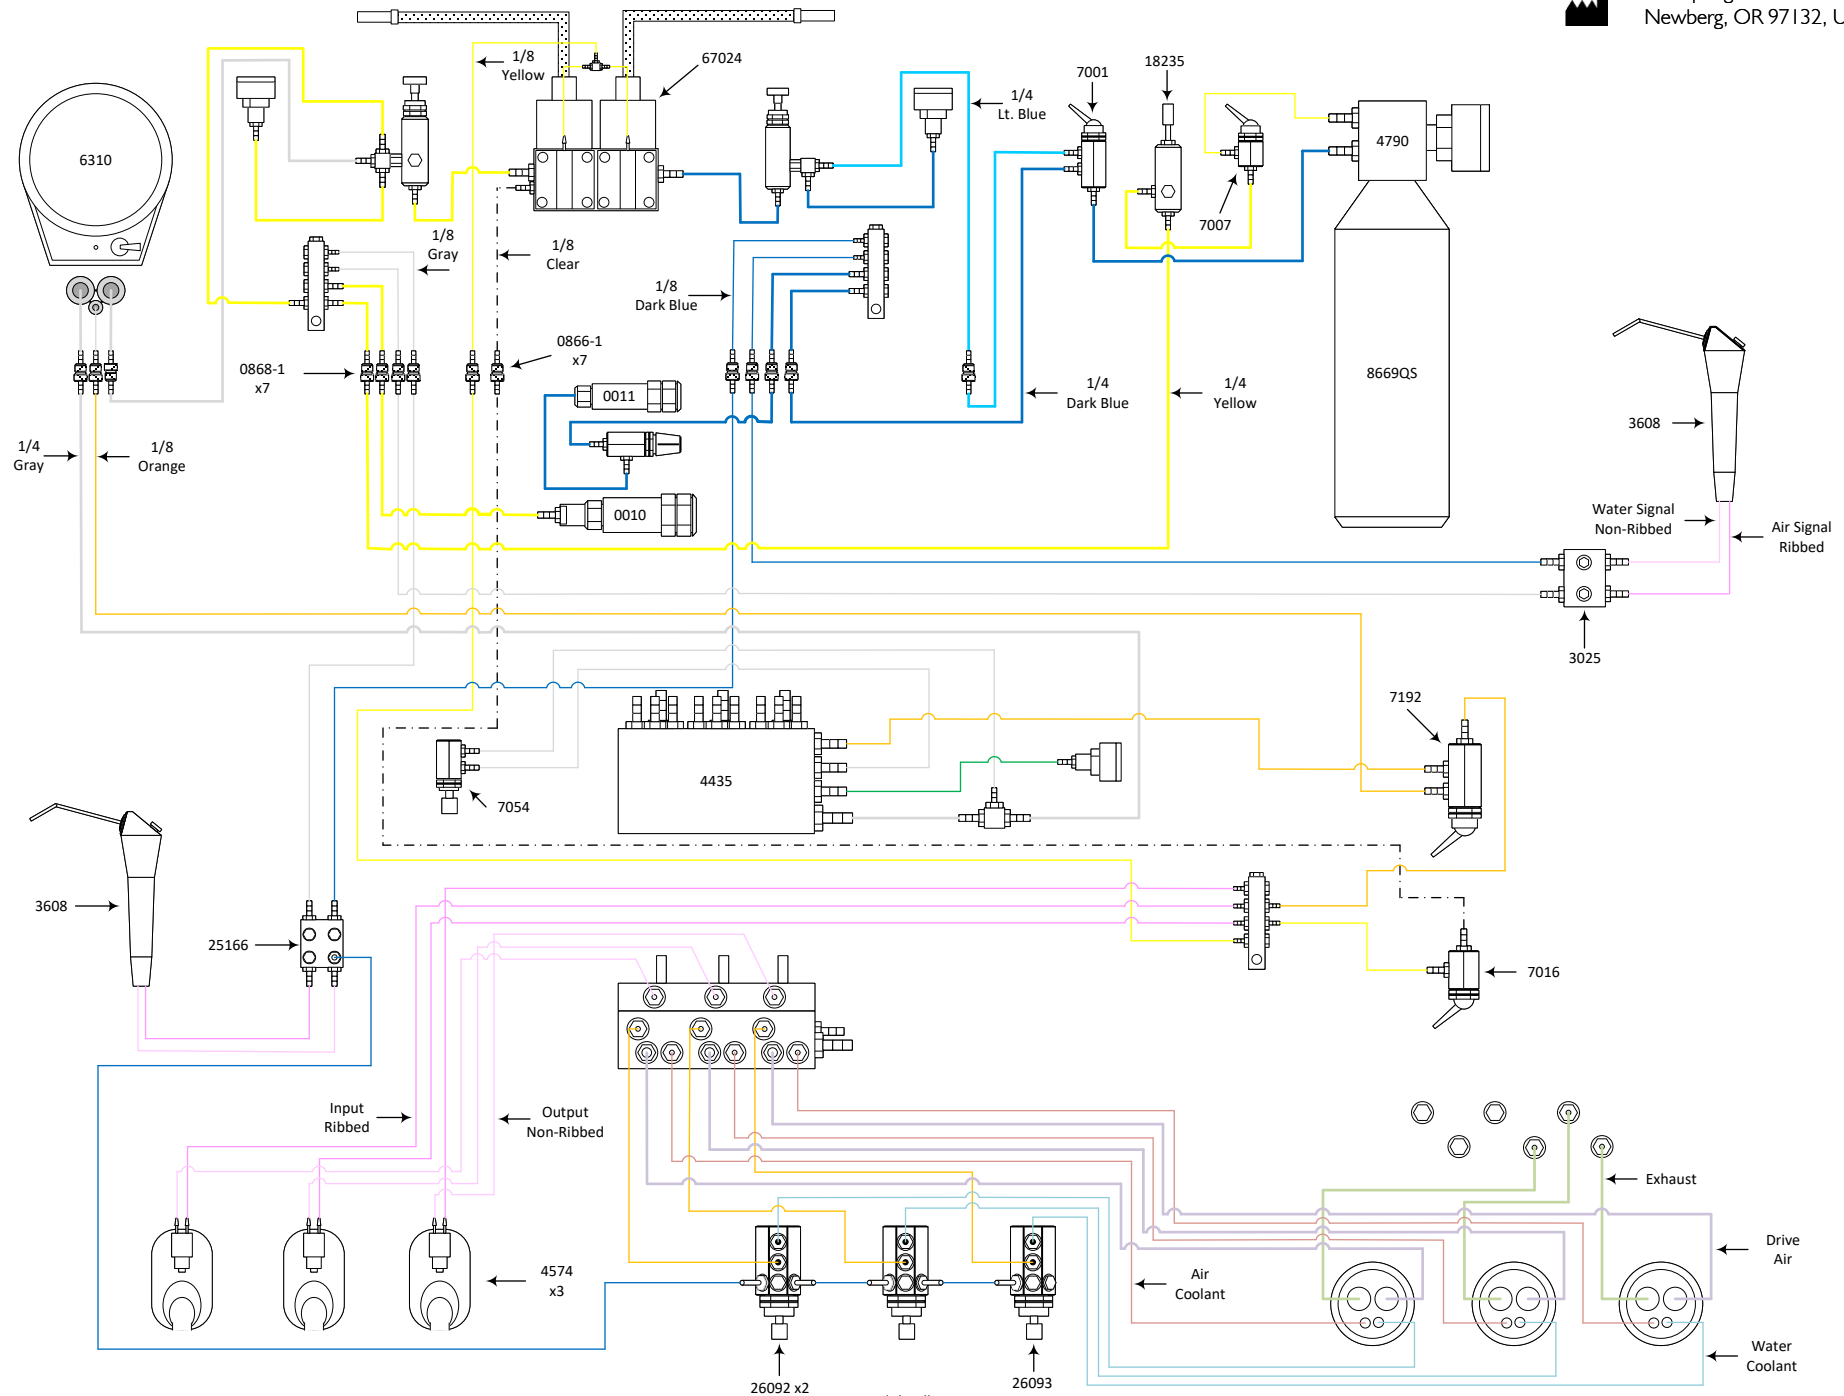 Newberg, OR 97132, U
1/8
Yellow
67024
7001
18235
1/4
Lt. Blue
6310
4790
7007
1/8
Gray
1/8
Clear
1/8
Dark Blue
0868-1
x7
0866-1
x7
0011
1/4
Dark Blue
1/4
Yellow
8669QS
3608
1/4
Gray
1/8
Orange
0010
Water Signal
Non-Ribbed
Air Signal
Ribbed
3025
7192
4435
7054
3608
25166
7016
Input
Ribbed
Output
Non-Ribbed
Exhaust
4574
x3
Air
Coolant
Drive
Air
Water
Coolant
26092 x2
26093